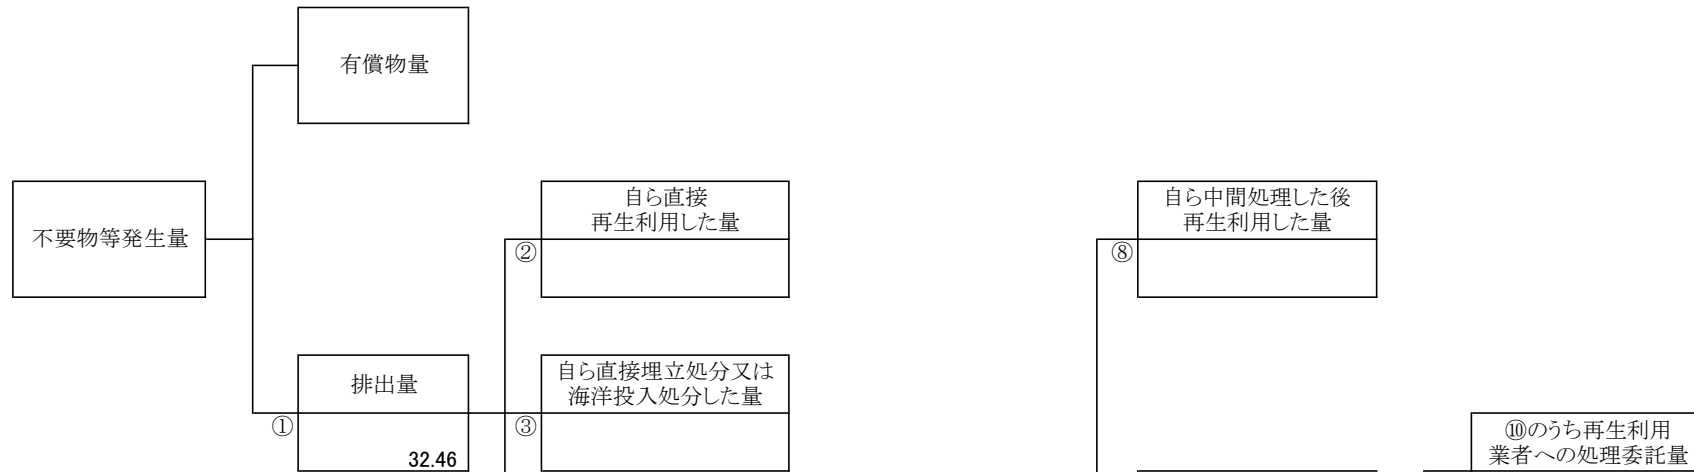 有償物量
不要物等発生量
自ら直接
再生利用した量
②
自ら中間処理した後
再生利用した量
⑧
排出量
①
32.46
自ら直接埋立処分又は
海洋投入処分した量
③
⑩のうち再生利用
業者への処理委託量